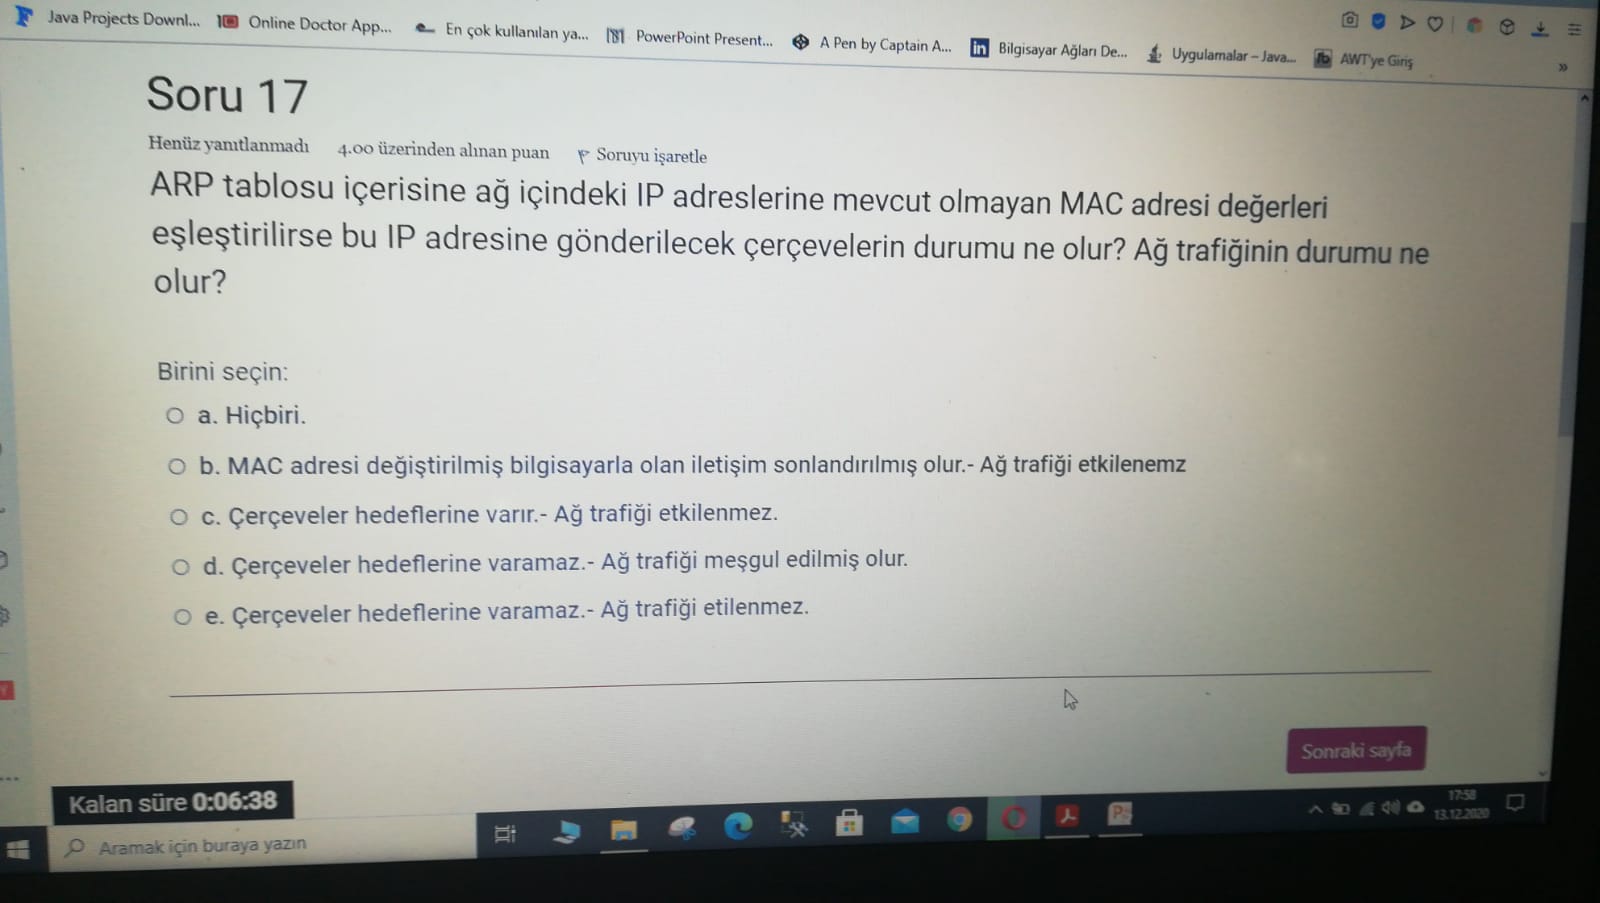 Java Projects Downl...
Online Doctor App...
En çok kullanılan ya...
PowerPoint Present...
A Pen by Captain A...
in Bilgisayar Ağları De...
Uygulamalar – Java...
AWT'ye Giriş
»
Soru 17
Henüz yanıtlanmadı 4.00 üzerinden alınan puan Soruyu işaretle
ARP tablosu içerisine ağ içindeki IP adreslerine mevcut olmayan MAC adresi değerleri
eşleştirilirse bu IP adresine gönderilecek çerçevelerin durumu ne olur? Ağ trafiğinin durumu ne
olur?
Birini seçin:
a. Hiçbiri.
b. MAC adresi değiştirilmiş bilgisayarla olan iletişim sonlandırılmış olur.- Ağ trafiği etkilenemz
c. Çerçeveler hedeflerine varır.- Ağ trafiği etkilenmez.
d. Çerçeveler hedeflerine varamaz.- Ağ trafiği meşgul edilmiş olur.
e. Çerçeveler hedeflerine varamaz.- Ağ trafiği etilenmez.
Sonraki sayfa
Kalan süre 0:06:38
Aramak için buraya yazın
17:58
13.12.2020